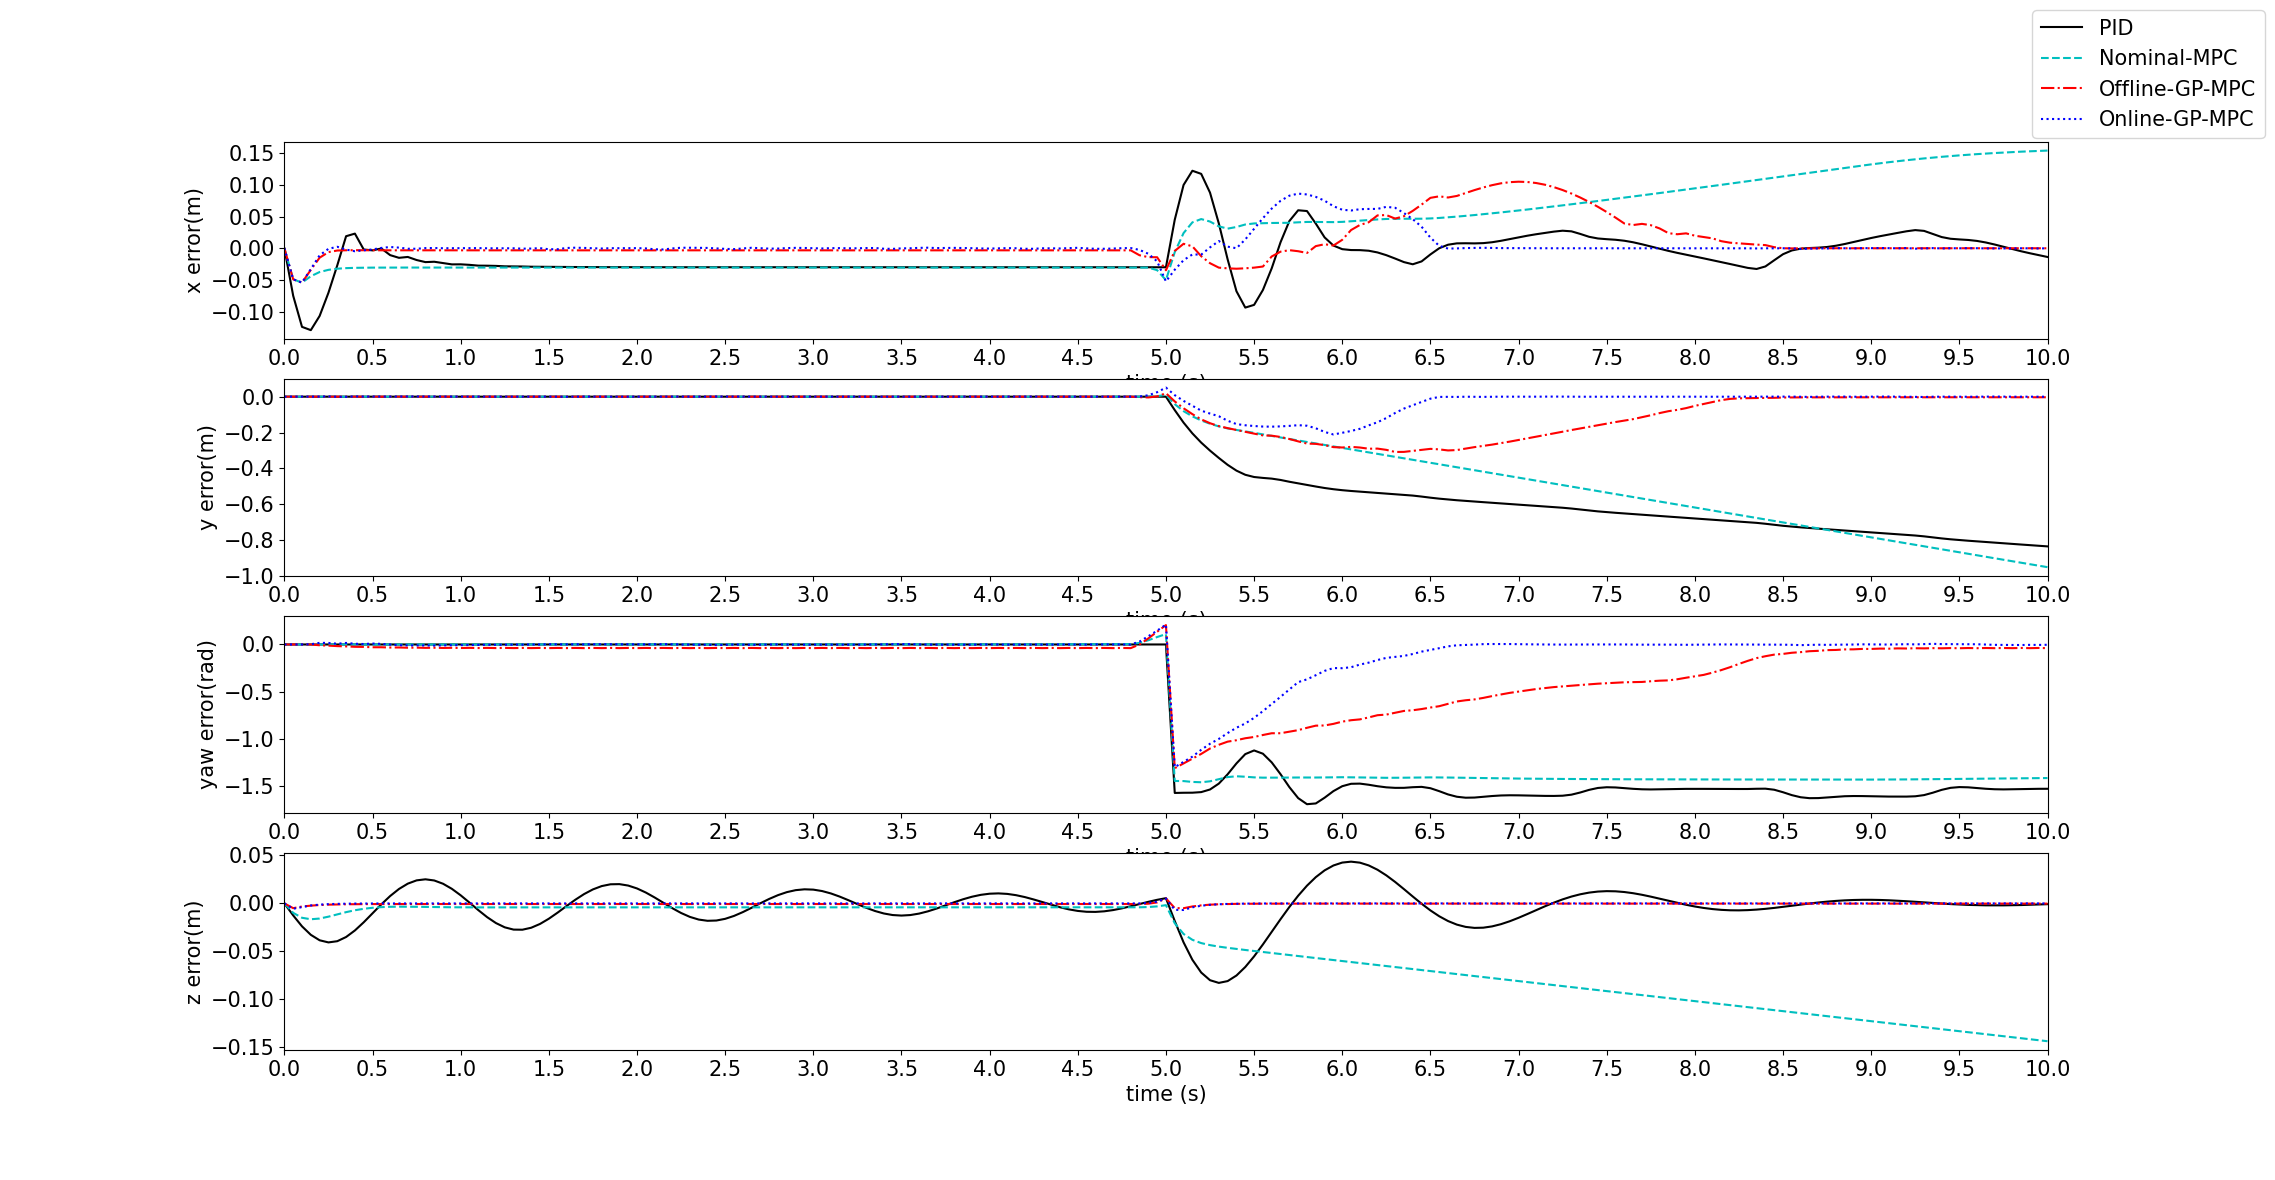 PID
Nominal-MPC
Offline-GP-MPC
Online-GP-MPC
x error(m)
0.15
0.10
0.05
0.00
−0.05
−0.10
0.0 0.5 1.0 1.5 2.0 2.5 3.0 3.5 4.0 4.5 5.0 5.5 6.0 6.5 7.0 7.5 8.0 8.5 9.0 9.5 10.0
time (s)
y error(m)
0.0
−0.2
−0.4
−0.6
−0.8
−1.0
0.0 0.5 1.0 1.5 2.0 2.5 3.0 3.5 4.0 4.5 5.0 5.5 6.0 6.5 7.0 7.5 8.0 8.5 9.0 9.5 10.0
time (s)
yaw error(rad)
0.0
−0.5
−1.0
−1.5
0.0 0.5 1.0 1.5 2.0 2.5 3.0 3.5 4.0 4.5 5.0 5.5 6.0 6.5 7.0 7.5 8.0 8.5 9.0 9.5 10.0
time (s)
z error(m)
0.05
0.00
−0.05
−0.10
−0.15
0.0 0.5 1.0 1.5 2.0 2.5 3.0 3.5 4.0 4.5 5.0 5.5 6.0 6.5 7.0 7.5 8.0 8.5 9.0 9.5 10.0
time (s)